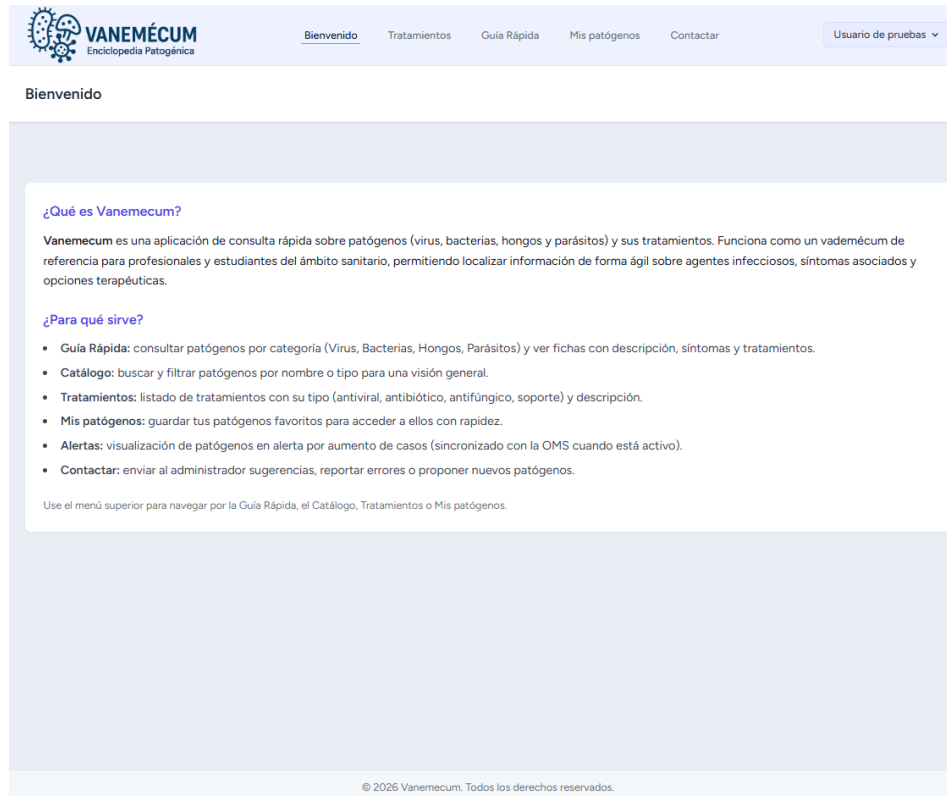 VANEMÉCUM
Enciclopedia Patogénica
Bienvenido
Tratamientos
Guía Rápida
Mis patógenos
Contactar
Usuario de pruebas
Bienvenido
¿Qué es Vanemecum?
Vanemecum es una aplicación de consulta rápida sobre patógenos (virus, bacterias, hongos y parásitos) y sus tratamientos. Funciona como un vademécum de
referencia para profesionales y estudiantes del ámbito sanitario, permitiendo localizar información de forma ágil sobre agentes infecciosos, síntomas asociados y
opciones terapéuticas.
¿Para qué sirve?
• Guía Rápida: consultar patógenos por categoría (Virus, Bacterias, Hongos, Parásitos) y ver fichas con descripción, síntomas y tratamientos.
• Catálogo: buscar y filtrar patógenos por nombre o tipo para una visión general.
• Tratamientos: listado de tratamientos con su tipo (antiviral, antibiótico, antifúngico, soporte) y descripción.
• Mis patógenos: guardar tus patógenos favoritos para acceder a ellos con rapidez.
• Alertas: visualización de patógenos en alerta por aumento de casos (sincronizado con la OMS cuando está activo).
• Contactar: enviar al administrador sugerencias, reportar errores o proponer nuevos patógenos.
Use el menú superior para navegar por la Guía Rápida, el Catálogo, Tratamientos o Mis patógenos.
© 2026 Vanemecum. Todos los derechos reservados.